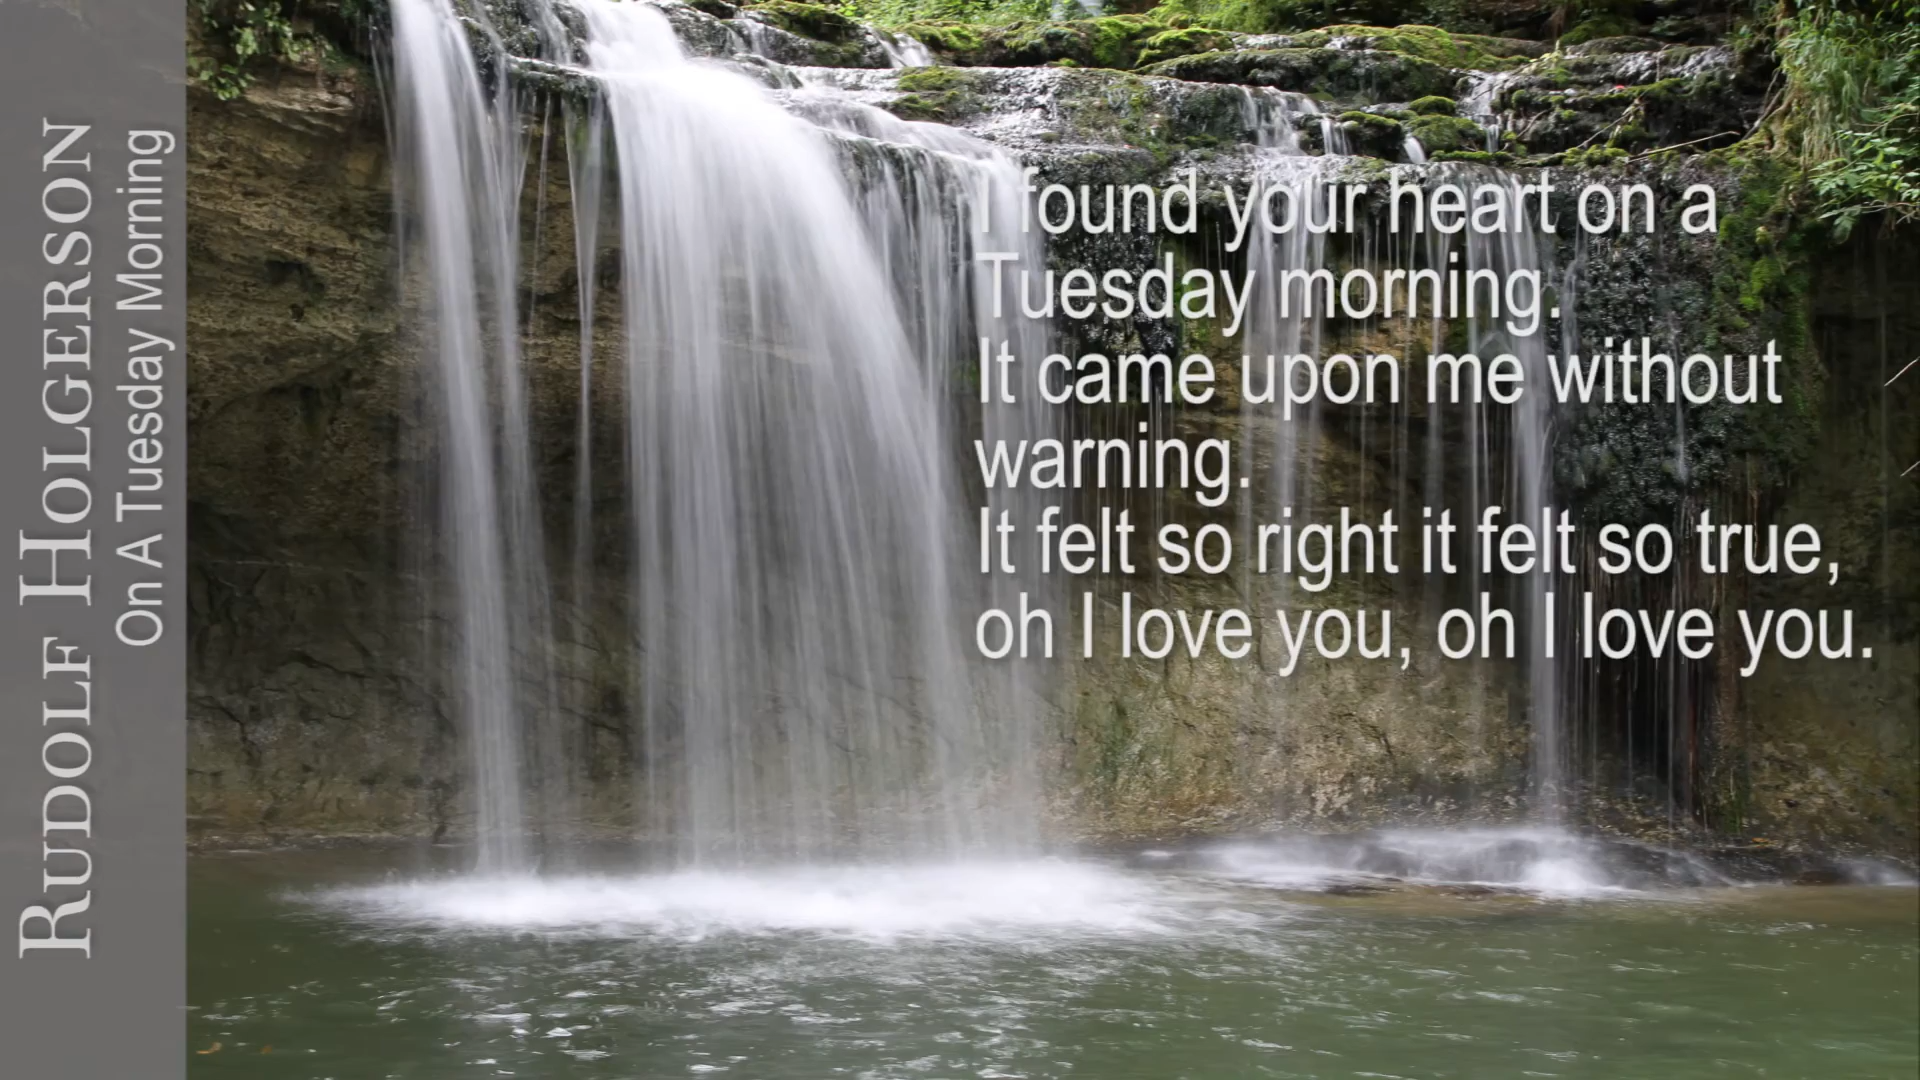 RUDOLF HOLGERSON
On A Tuesday Morning
I found your heart on a
Tuesday morning.
It came upon me without
warning.
It felt so right it felt so true,
oh I love you, oh I love you.